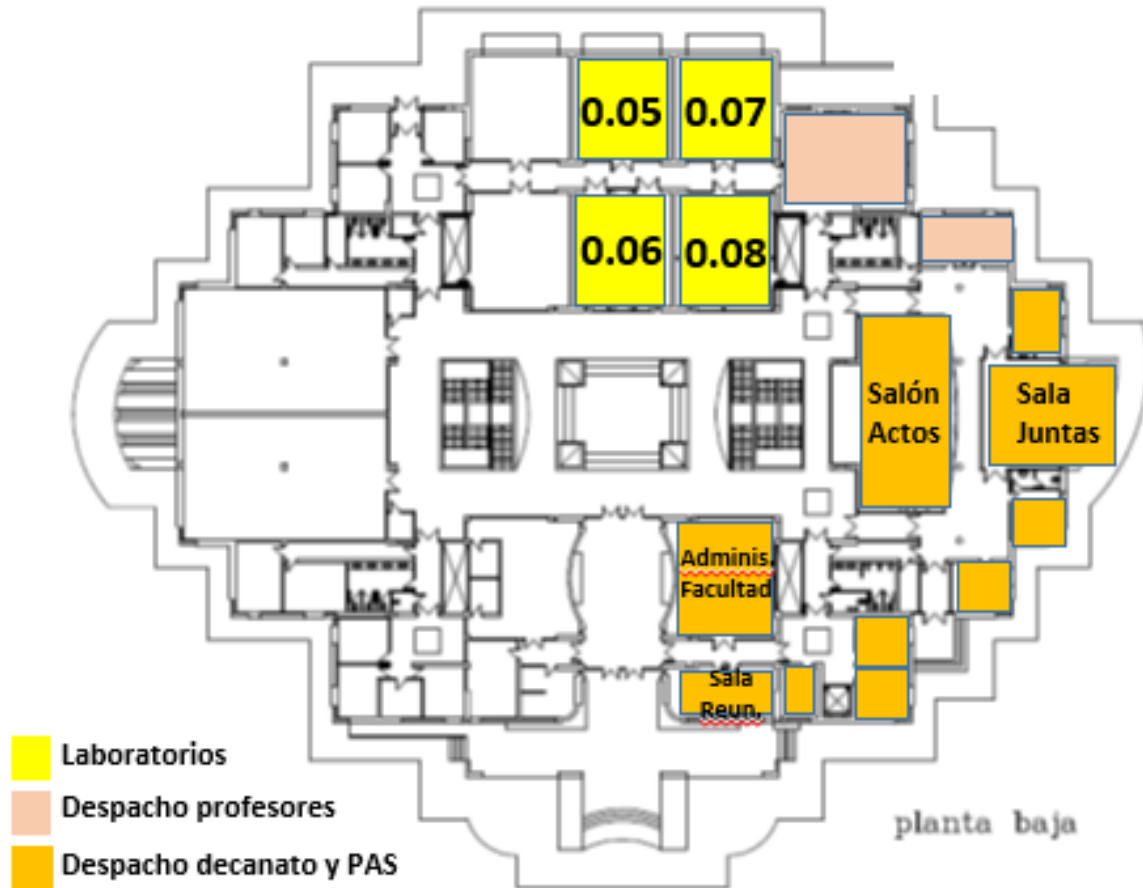 0.05
0.07
0.06
0.08
Salón
Actos
Sala
Juntas
Adminis.
Facultad
Sala
Reun.
Laboratorios
Despacho profesores
Despacho decanato y PAS
planta baja